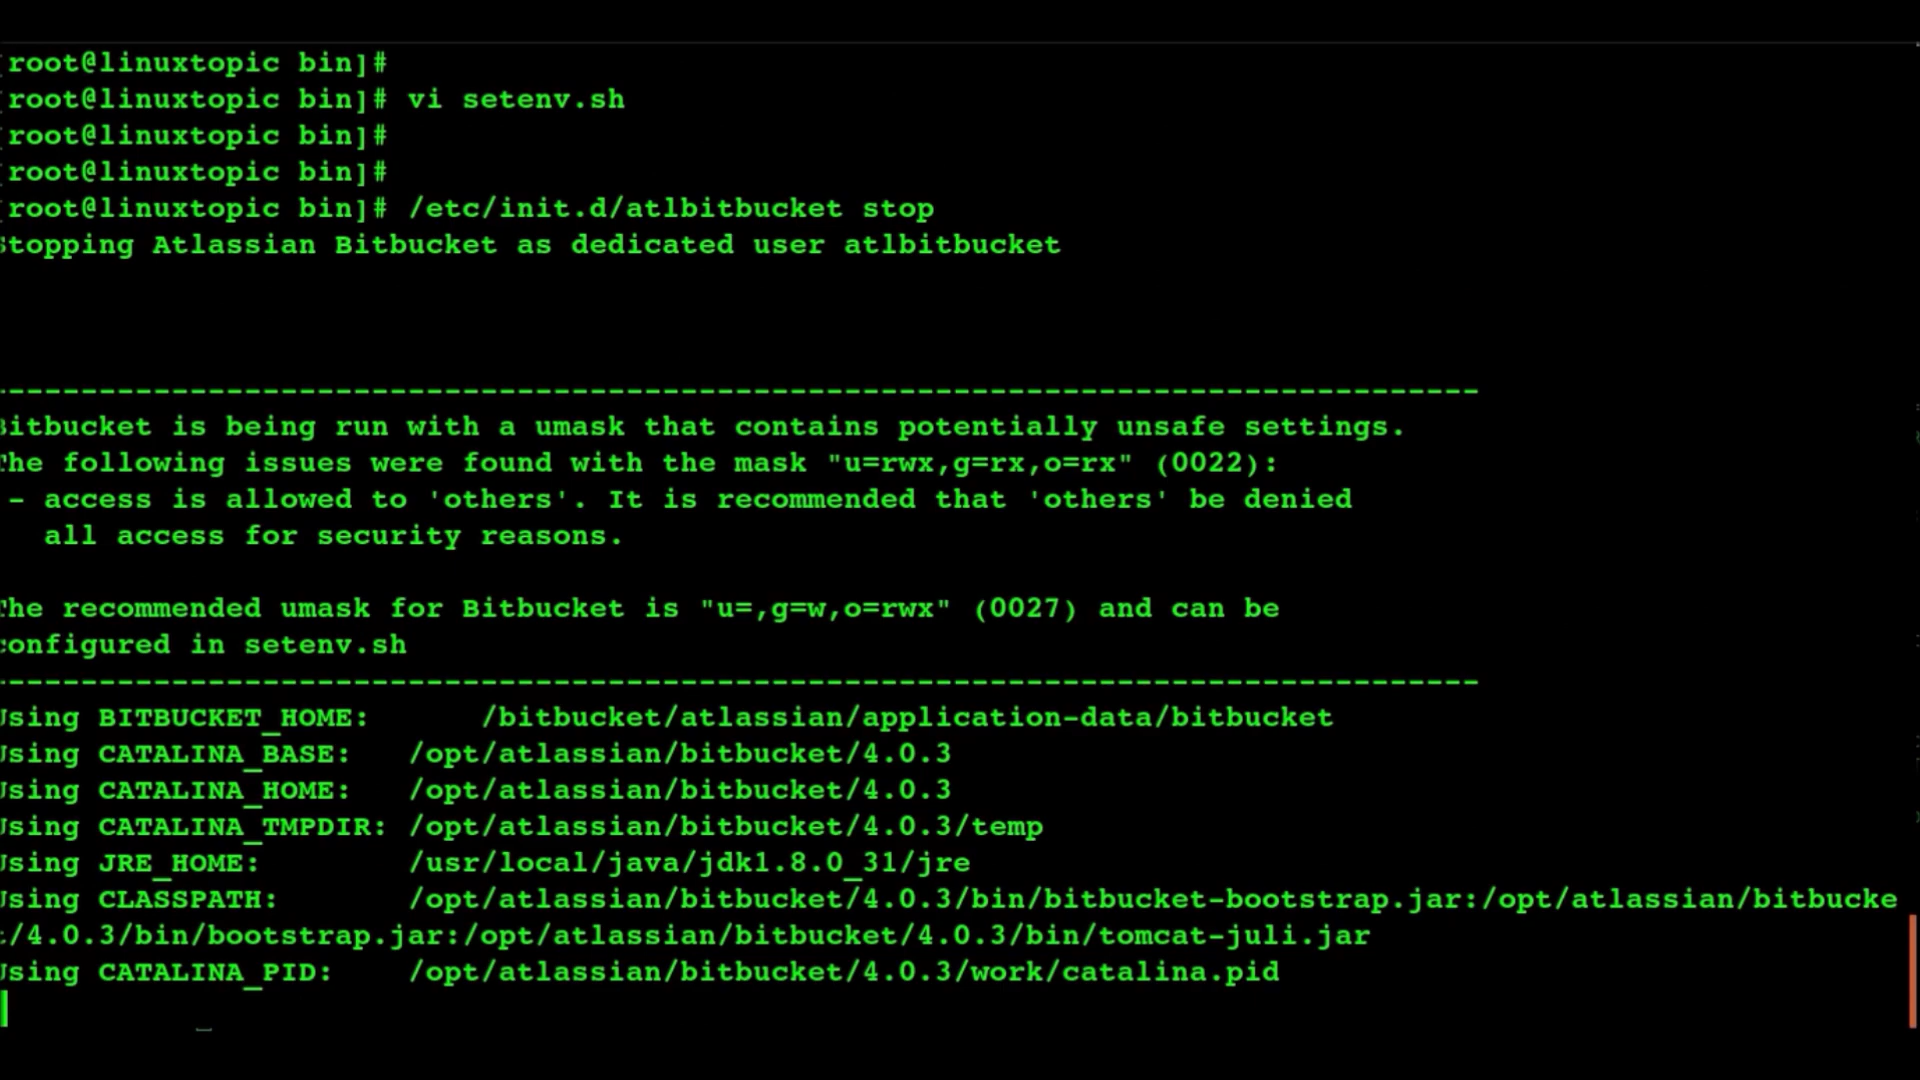 [root@linuxtopic bin]#
[root@linuxtopic bin]# vi setenv.sh
[root@linuxtopic bin]#
[root@linuxtopic bin]#
[root@linuxtopic bin]# /etc/init.d/atlbitbucket stop
Stopping Atlassian Bitbucket as dedicated user atlbitbucket
--------------------------------------------------------------------------------
Bitbucket is being run with a umask that contains potentially unsafe settings.
The following issues were found with the mask "u=rwx,g=rx,o=rx" (0022):
 - access is allowed to 'others'. It is recommended that 'others' be denied
   all access for security reasons.
The recommended umask for Bitbucket is "u=,g=w,o=rwx" (0027) and can be
configured in setenv.sh
--------------------------------------------------------------------------------
Using BITBUCKET_HOME:      /bitbucket/atlassian/application-data/bitbucket
Using CATALINA_BASE:   /opt/atlassian/bitbucket/4.0.3
Using CATALINA_HOME:   /opt/atlassian/bitbucket/4.0.3
Using CATALINA_TMPDIR: /opt/atlassian/bitbucket/4.0.3/temp
Using JRE_HOME:        /usr/local/java/jdk1.8.0_31/jre
Using CLASSPATH:       /opt/atlassian/bitbucket/4.0.3/bin/bitbucket-bootstrap.jar:/opt/atlassian/bitbucke
t/4.0.3/bin/bootstrap.jar:/opt/atlassian/bitbucket/4.0.3/bin/tomcat-juli.jar
Using CATALINA_PID:    /opt/atlassian/bitbucket/4.0.3/work/catalina.pid